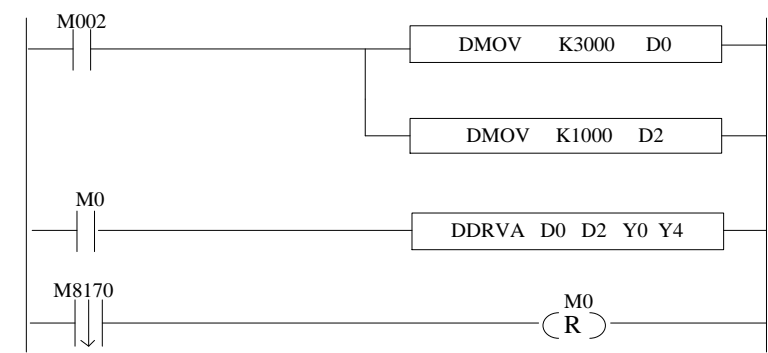 M002
DMOV K3000 D0
DMOV K1000 D2
M0
DDRVA D0 D2 Y0 Y4
M8170
M0
R